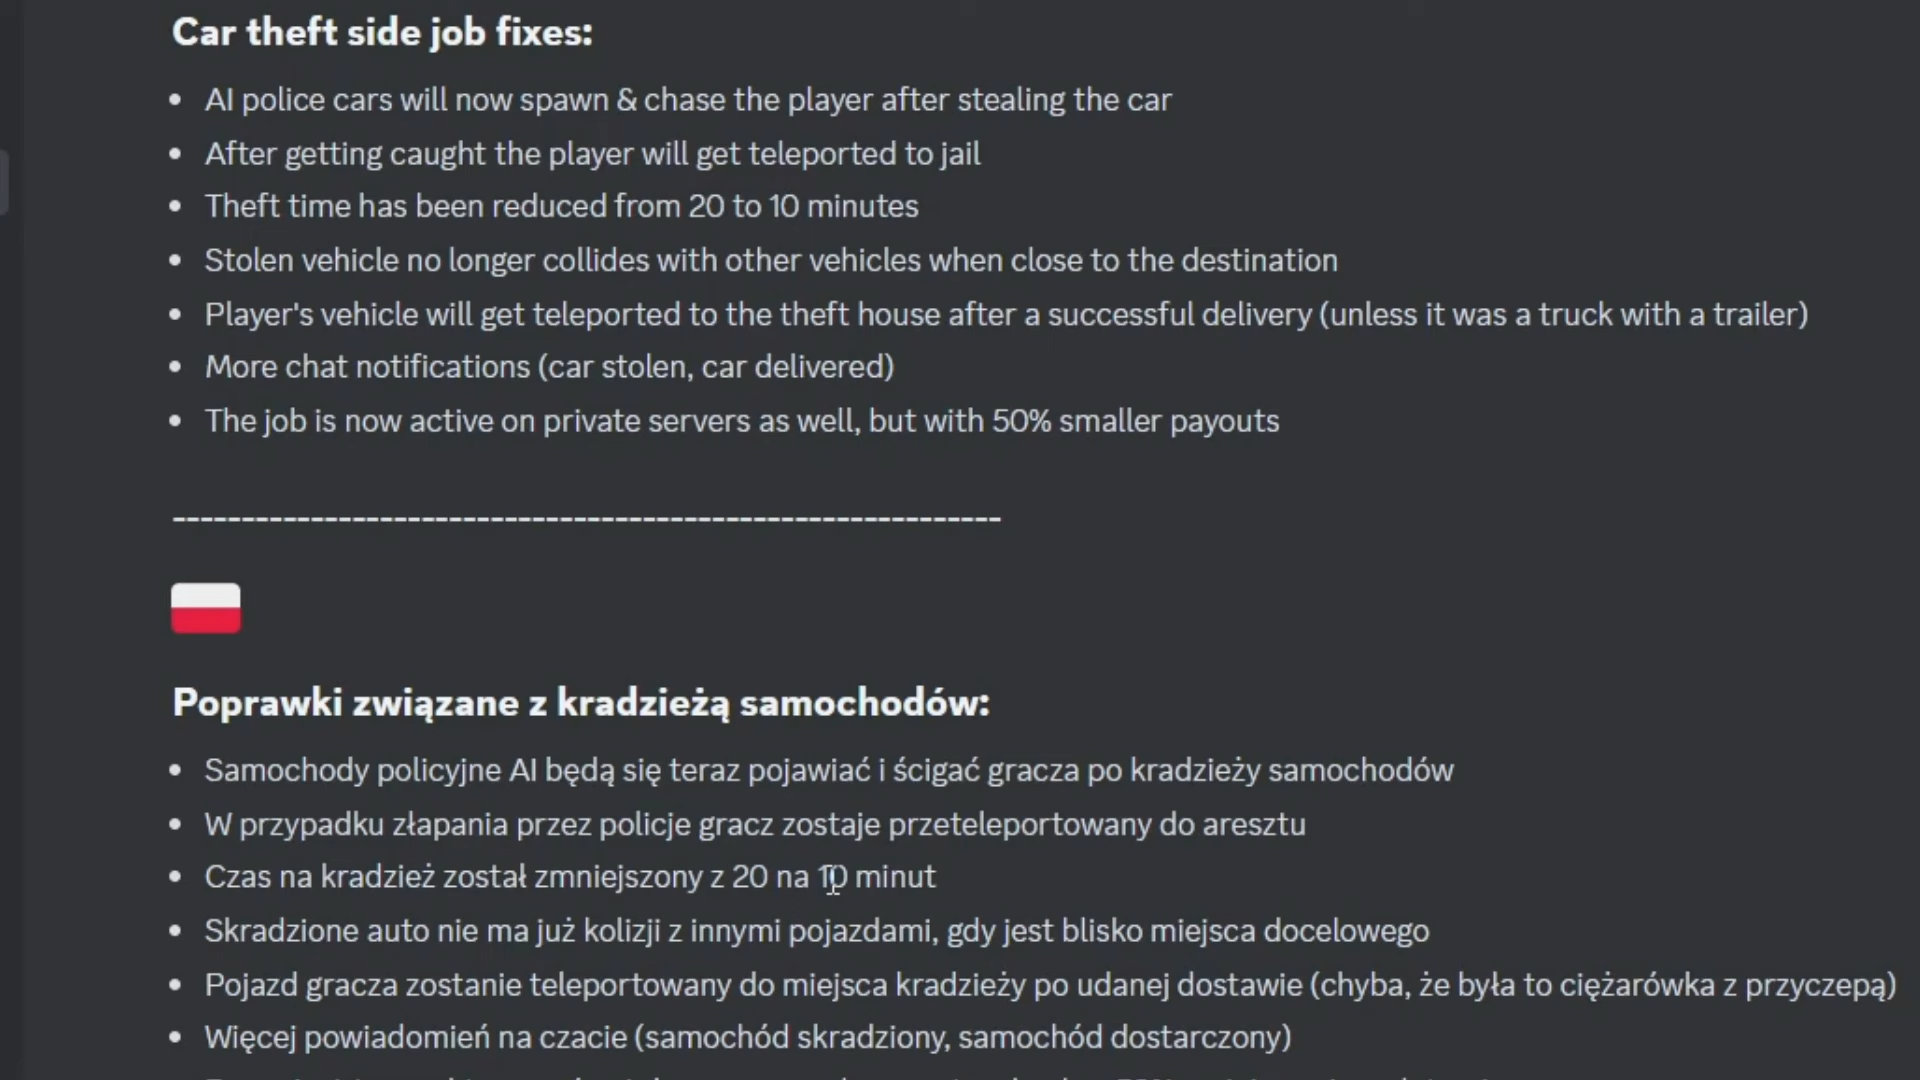 Car theft side job fixes:
• AI police cars will now spawn & chase the player after stealing the car
• After getting caught the player will get teleported to jail
• Theft time has been reduced from 20 to 10 minutes
• Stolen vehicle no longer collides with other vehicles when close to the destination
• Player's vehicle will get teleported to the theft house after a successful delivery (unless it was a truck with a trailer)
• More chat notifications (car stolen, car delivered)
• The job is now active on private servers as well, but with 50% smaller payouts
------------------------------------------------------------
Poprawki związane z kradzieżą samochodów:
• Samochody policyjne AI będą się teraz pojawiać i ścigać gracza po kradzieży samochodów
• W przypadku złapania przez policje gracz zostaje przeteleportowany do aresztu
• Czas na kradzież został zmniejszony z 20 na 10 minut
• Skradzione auto nie ma już kolizji z innymi pojazdami, gdy jest blisko miejsca docelowego
• Pojazd gracza zostanie teleportowany do miejsca kradzieży po udanej dostawie (chyba, że była to ciężarówka z przyczepą)
• Więcej powiadomień na czacie (samochód skradziony, samochód dostarczony)